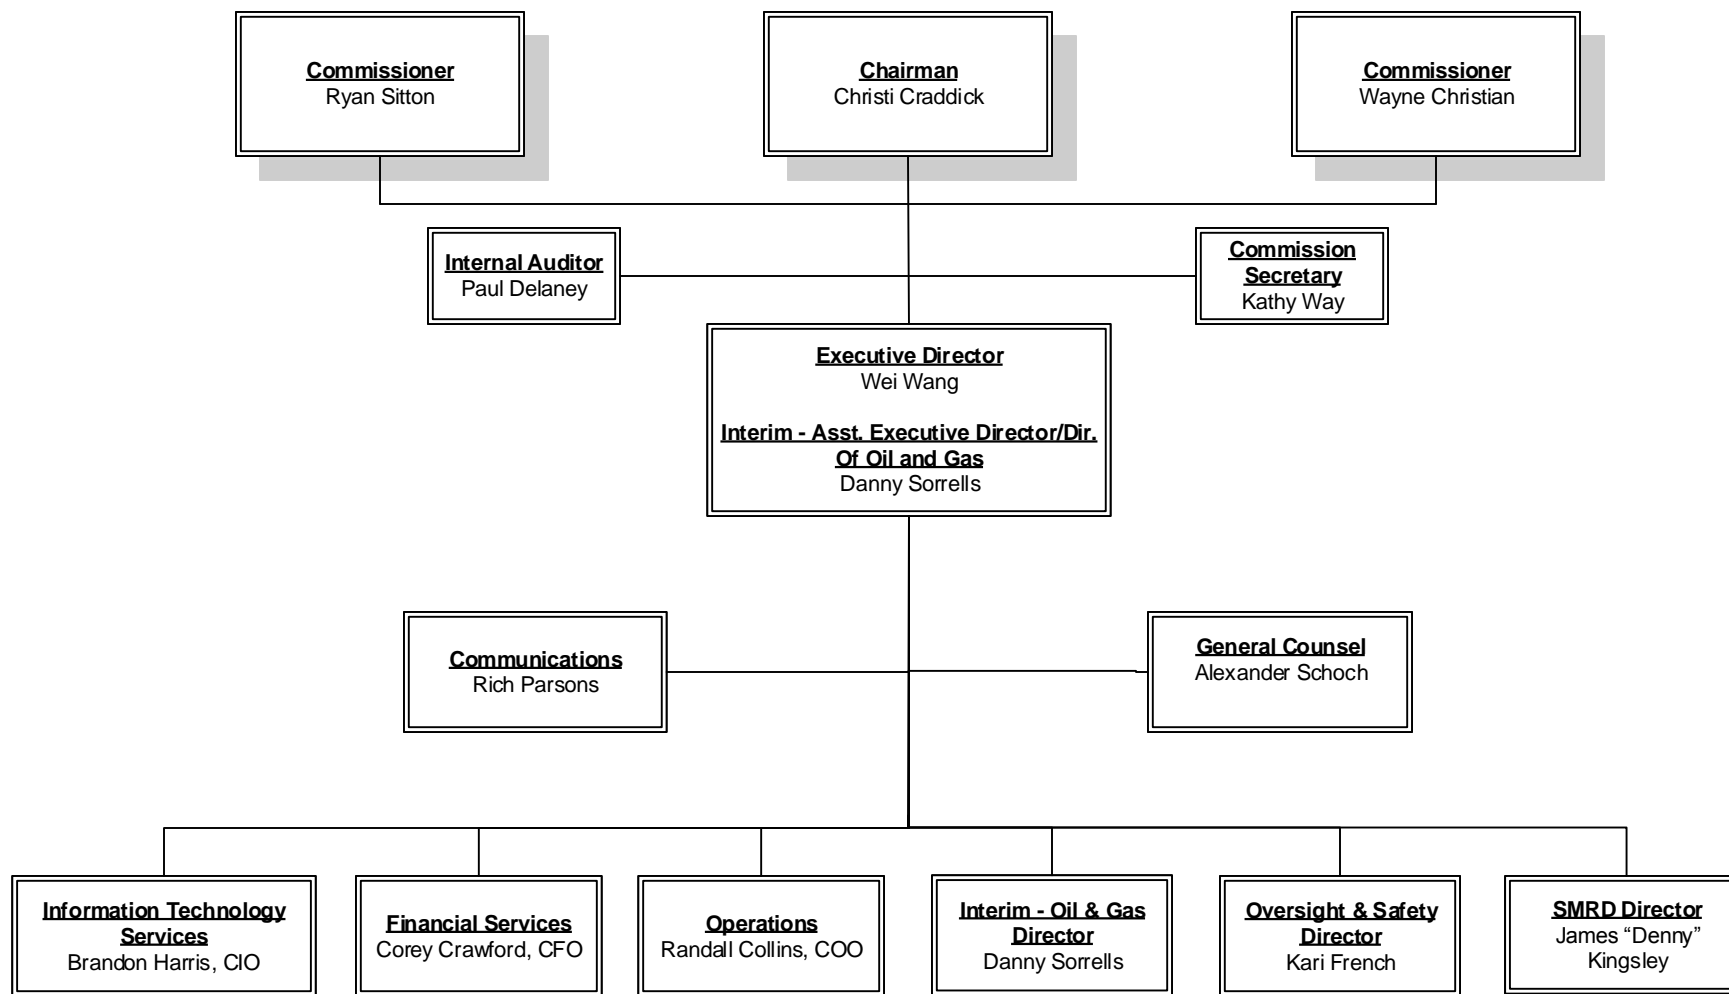 Commissioner
Ryan Sitton
Chairman
Christi Craddick
Commissioner
Wayne Christian
Internal Auditor
Paul Delaney
Commission
Secretary
Kathy Way
Executive Director
Wei Wang
Interim - Asst. Executive Director/Dir.
Of Oil and Gas
Danny Sorrells
Communications
Rich Parsons
General Counsel
Alexander Schoch
Information Technology
Services
Brandon Harris, CIO
Financial Services
Corey Crawford, CFO
Operations
Randall Collins, COO
Interim - Oil & Gas
Director
Danny Sorrells
Oversight & Safety
Director
Kari French
SMRD Director
James “Denny”
Kingsley